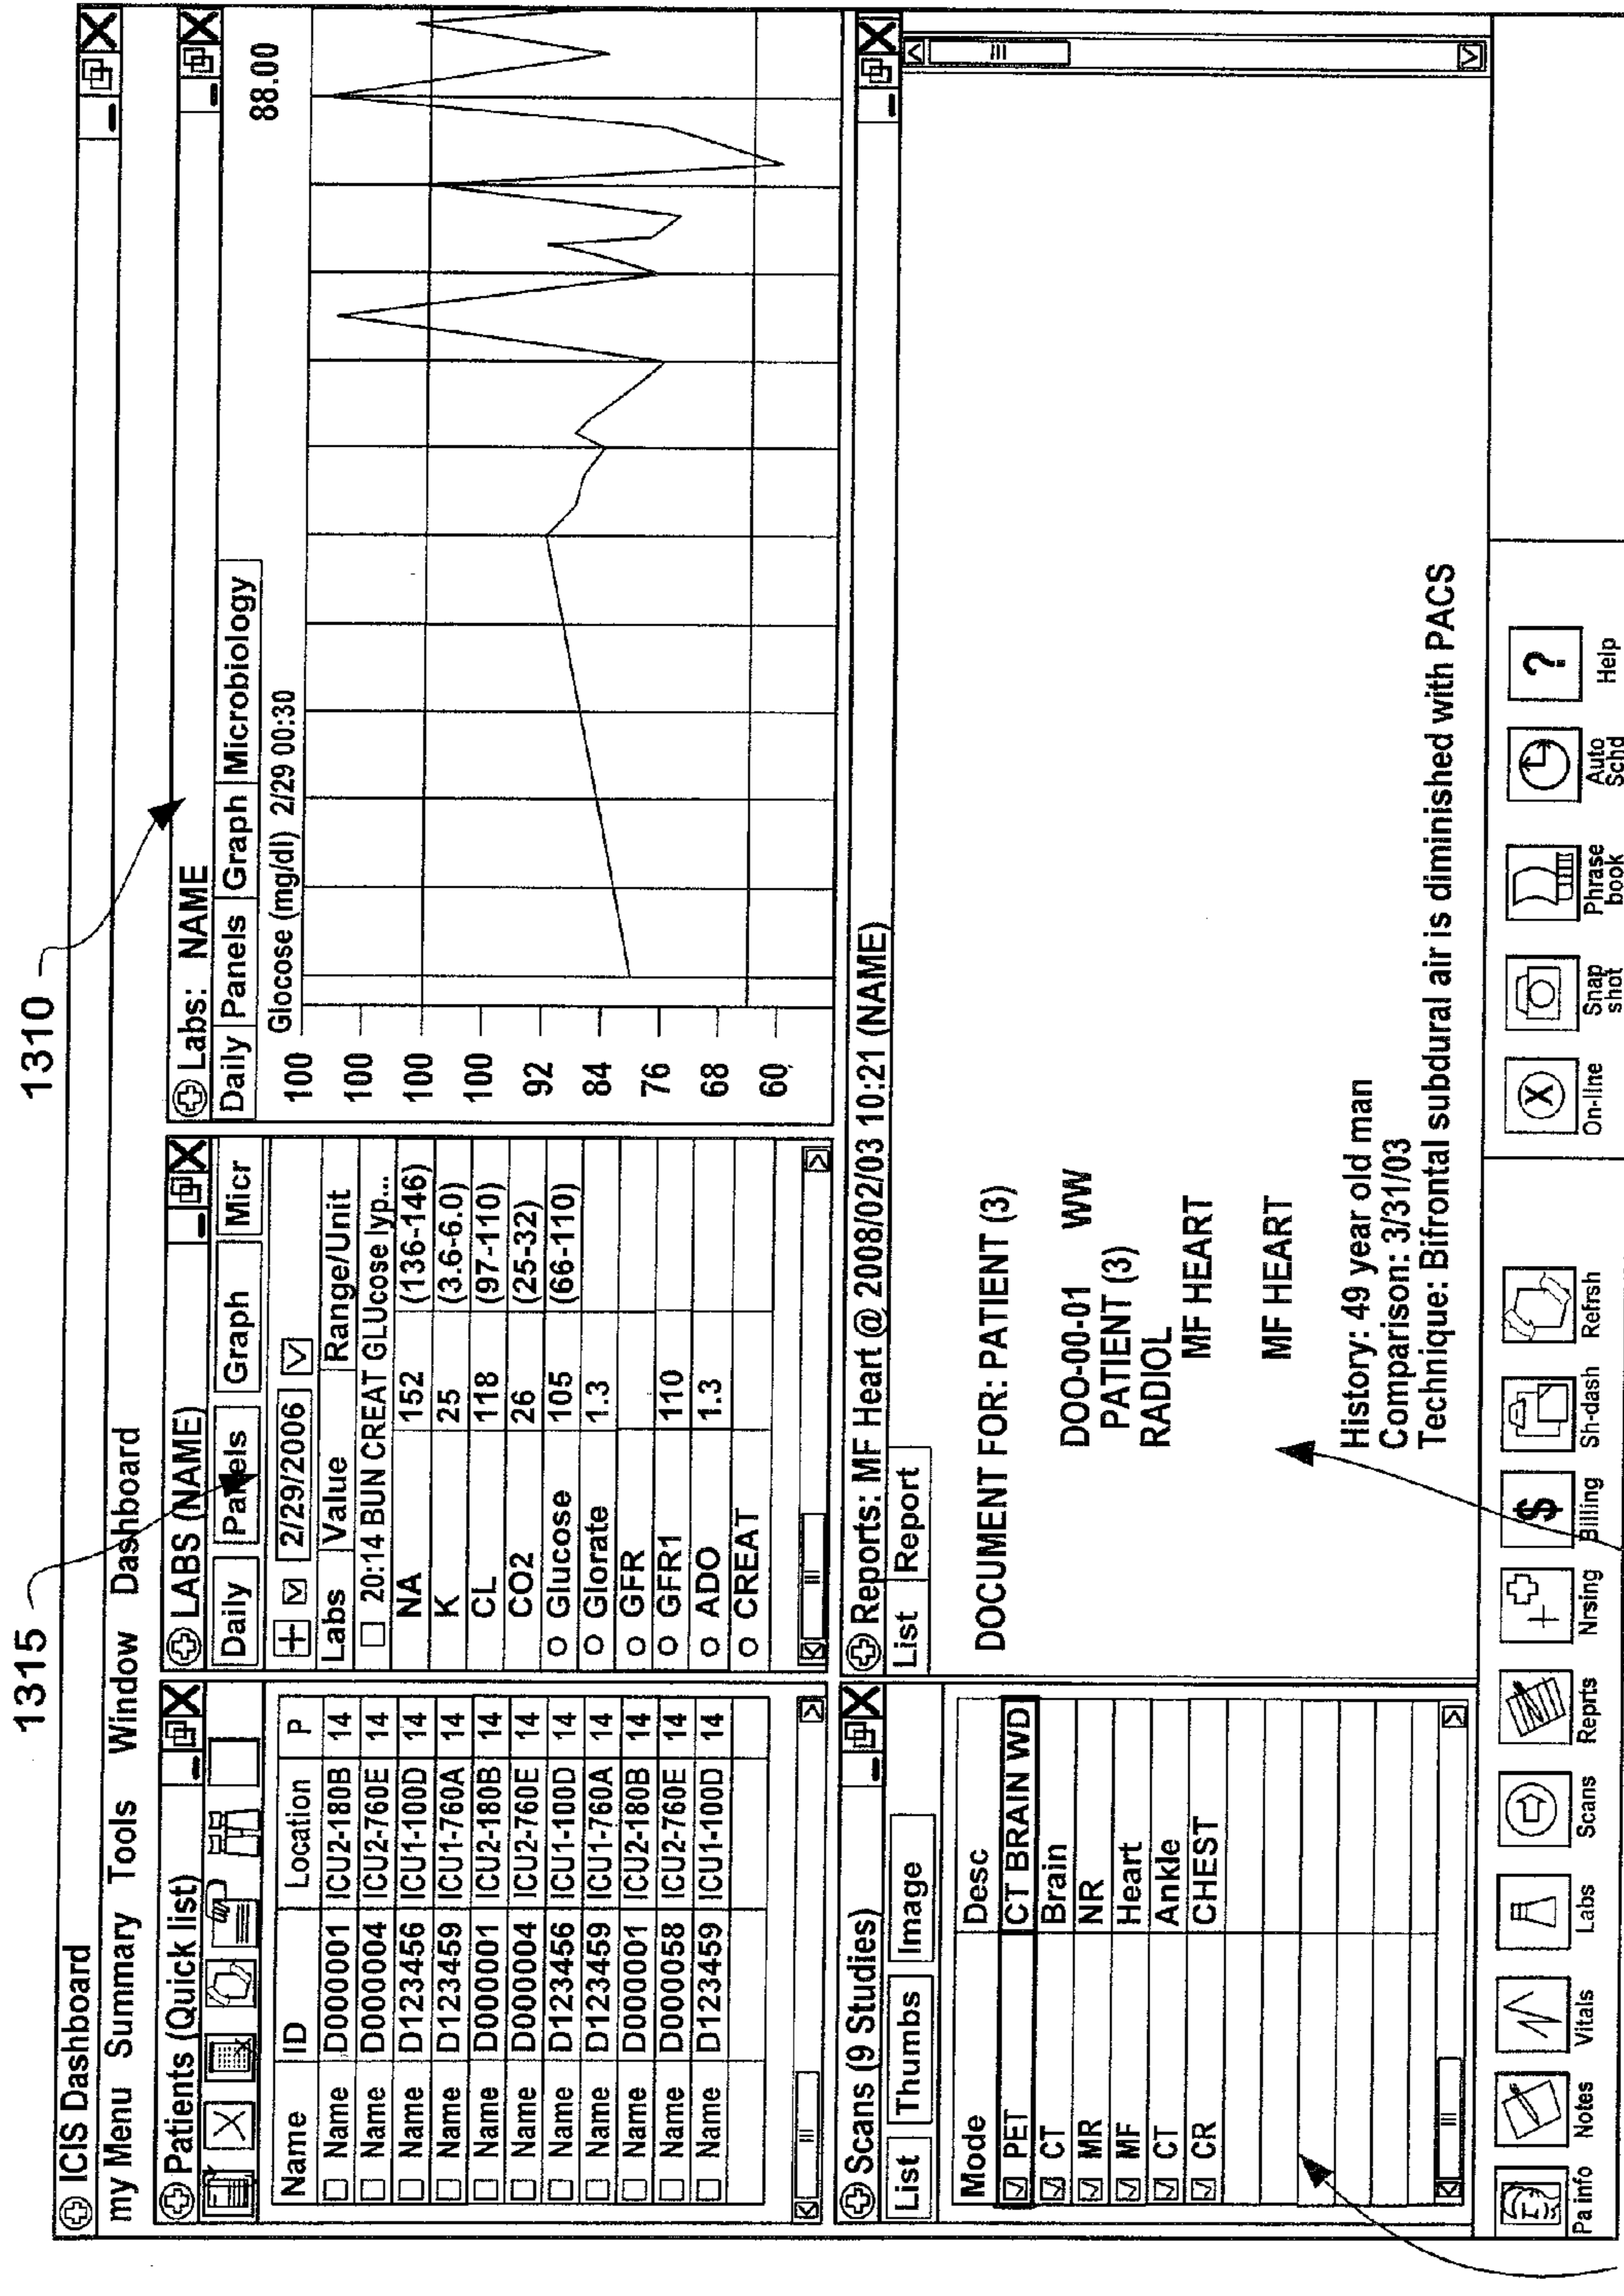 1310
1315
ICIS Dashboard
my Menu Summary Tools Window Dashboard
Patients (Quick list)
Name ID Location P
Name D000001 ICU2-180B 14
Name D000004 ICU2-760E 14
Name D123456 ICU1-100D 14
Name D123459 ICU1-760A 14
Name D000001 ICU2-180B 14
Name D000004 ICU2-760E 14
Name D123456 ICU1-100D 14
Name D123459 ICU1-760A 14
Name D000001 ICU2-180B 14
Name D000058 ICU2-760E 14
Name D123459 ICU1-100D 14
LABS (NAME)
Daily Panels Graph Micr
2/29/2006
Labs Value Range/Unit
20:14 BUN CREAT GLUcose lyp...
NA 152 (136-146)
K 25 (3.6-6.0)
CL 118 (97-110)
CO2 26 (25-32)
Glucose 105 (66-110)
Glorate 1.3
GFR
GFR1 110
ADO 1.3
CREAT
Labs: NAME
Daily Panels Graph Microbiology
Glocose (mg/dl) 2/29 00:30 88.00
100
100
100
100
92
84
76
68
60
Scans (9 Studies)
List Thumbs Image
Mode Desc
PET CT BRAIN WD
CT Brain
MR NR
MF Heart
CT Ankle
CR CHEST
Reports: MF Heart @ 2008/02/03 10:21 (NAME)
List Report
DOCUMENT FOR: PATIENT (3)
DOO-00-01 WW
PATIENT (3)
RADIOL
MF HEART
MF HEART
History: 49 year old man
Comparison: 3/31/03
Technique: Bifrontal subdural air is diminished with PACS
Pa info Notes Vitals Labs Scans Reprts Nrsing Billing Sh-dash Refrsh On-line Snap shot Phrase book Auto Schd Help